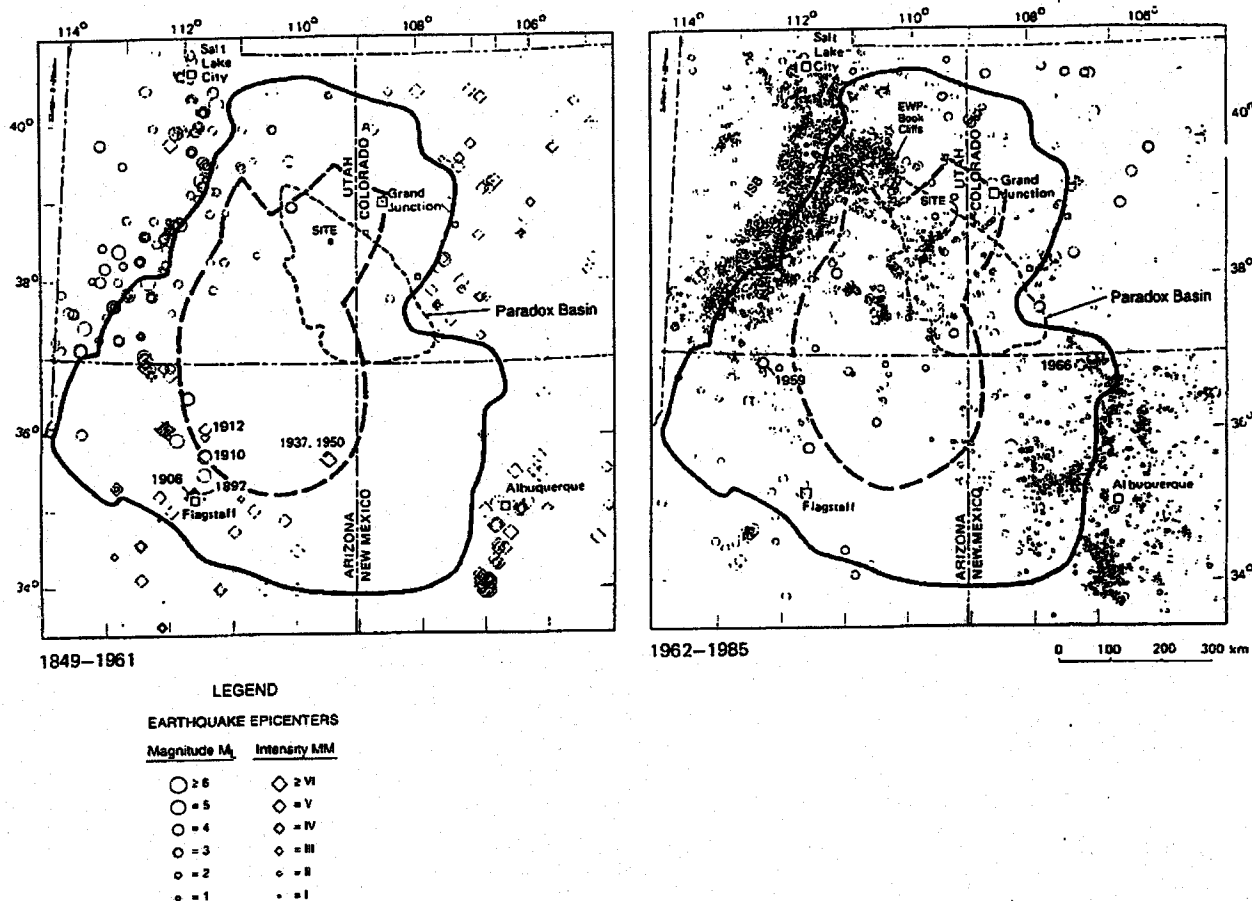 114° 112° 110° 108° 106°
Salt
Lake
City
40°
UTAH
COLORADO
Grand
Junction
SITE
38°
Paradox Basin
36°
1912
1910
1906
1892
1937, 1950
Flagstaff
Albuquerque
ARIZONA
NEW MEXICO
34°
1849–1961
114° 112° 110° 108° 106°
Salt
Lake
City
EWP-
Book
Cliffs
40°
ISB
UTAH
COLORADO
Grand
Junction
SITE
38°
Paradox Basin
1959
1966
36°
Flagstaff
Albuquerque
ARIZONA
NEW MEXICO
34°
1962–1985
0 100 200 300 km
LEGEND
EARTHQUAKE EPICENTERS
Magnitude ML Intensity MM
≥ 6 ≥ VI
= 5 = V
= 4 = IV
= 3 = III
= 2 = II
= 1 = I